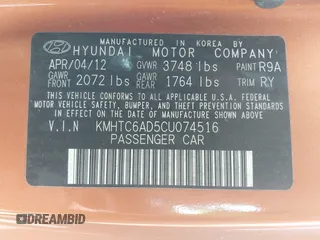 MANUFACTURED IN KOREA BY
HYUNDAI MOTOR COMPANY
APR/04/12 GVWR 3748 lbs PAINT R9A
GAWR FRONT 2072 lbs GAWR REAR 1764 lbs TRIM RY
THIS VEHICLE CONFORMS TO ALL APPLICABLE
FEDERAL MOTOR VEHICLE SAFETY, BUMPER, AND
THEFT PREVENTION STANDARDS IN EFFECT ON
THE DATE OF MANUFACTURE SHOWN ABOVE.
V.I.N KMHTC6AD5CU074516
PASSENGER CAR